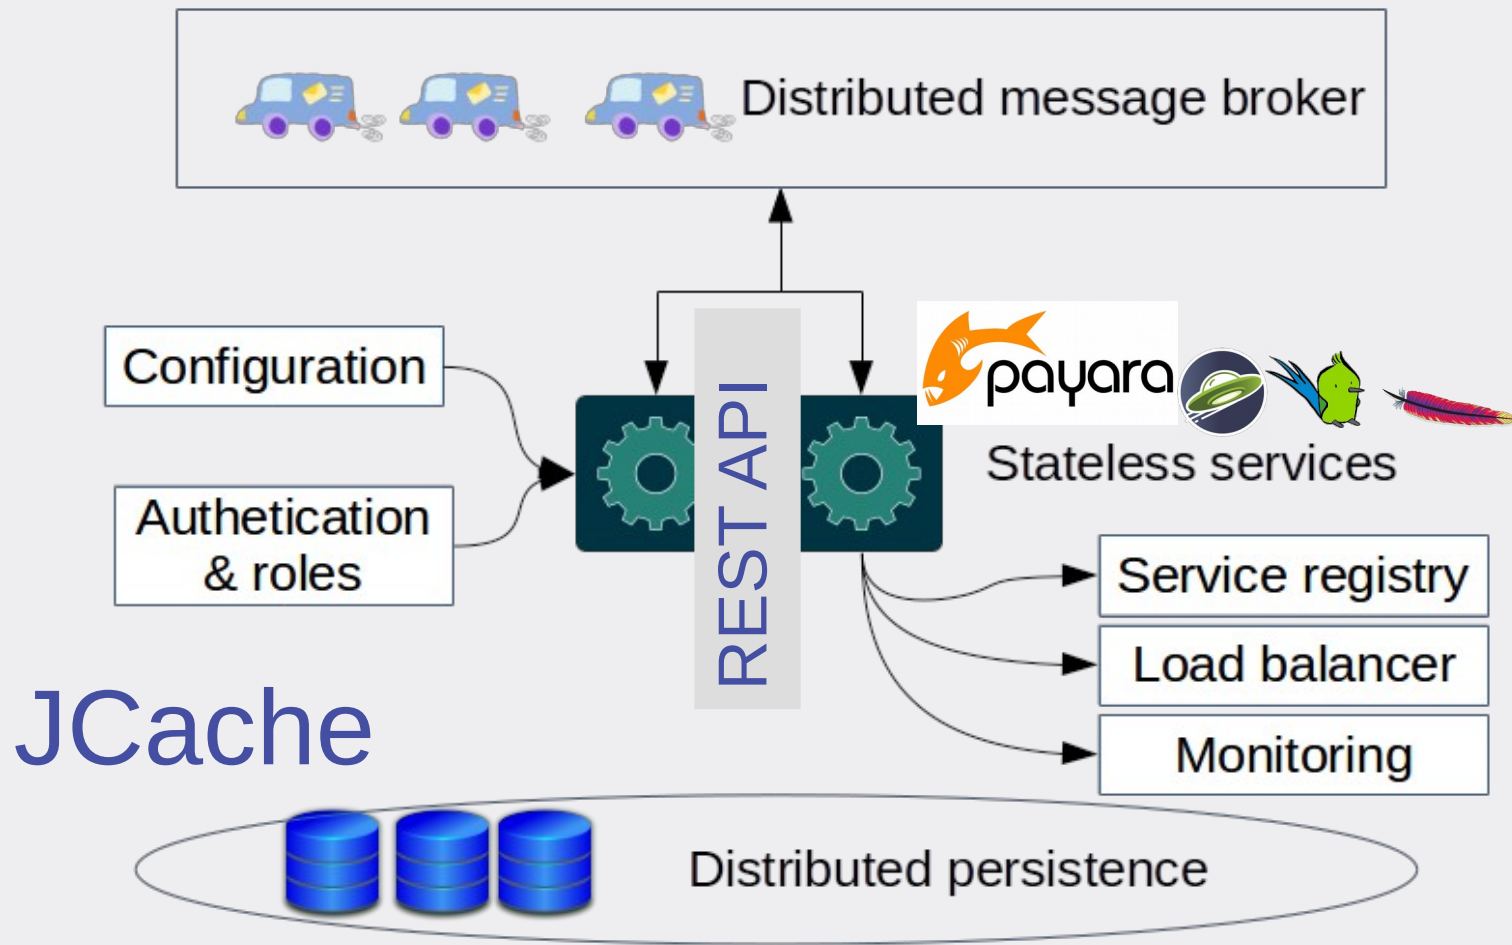 Distributed message broker
Configuration
payara
REST API
Stateless services
Authetication
& roles
Service registry
Load balancer
JCache
Monitoring
Distributed persistence